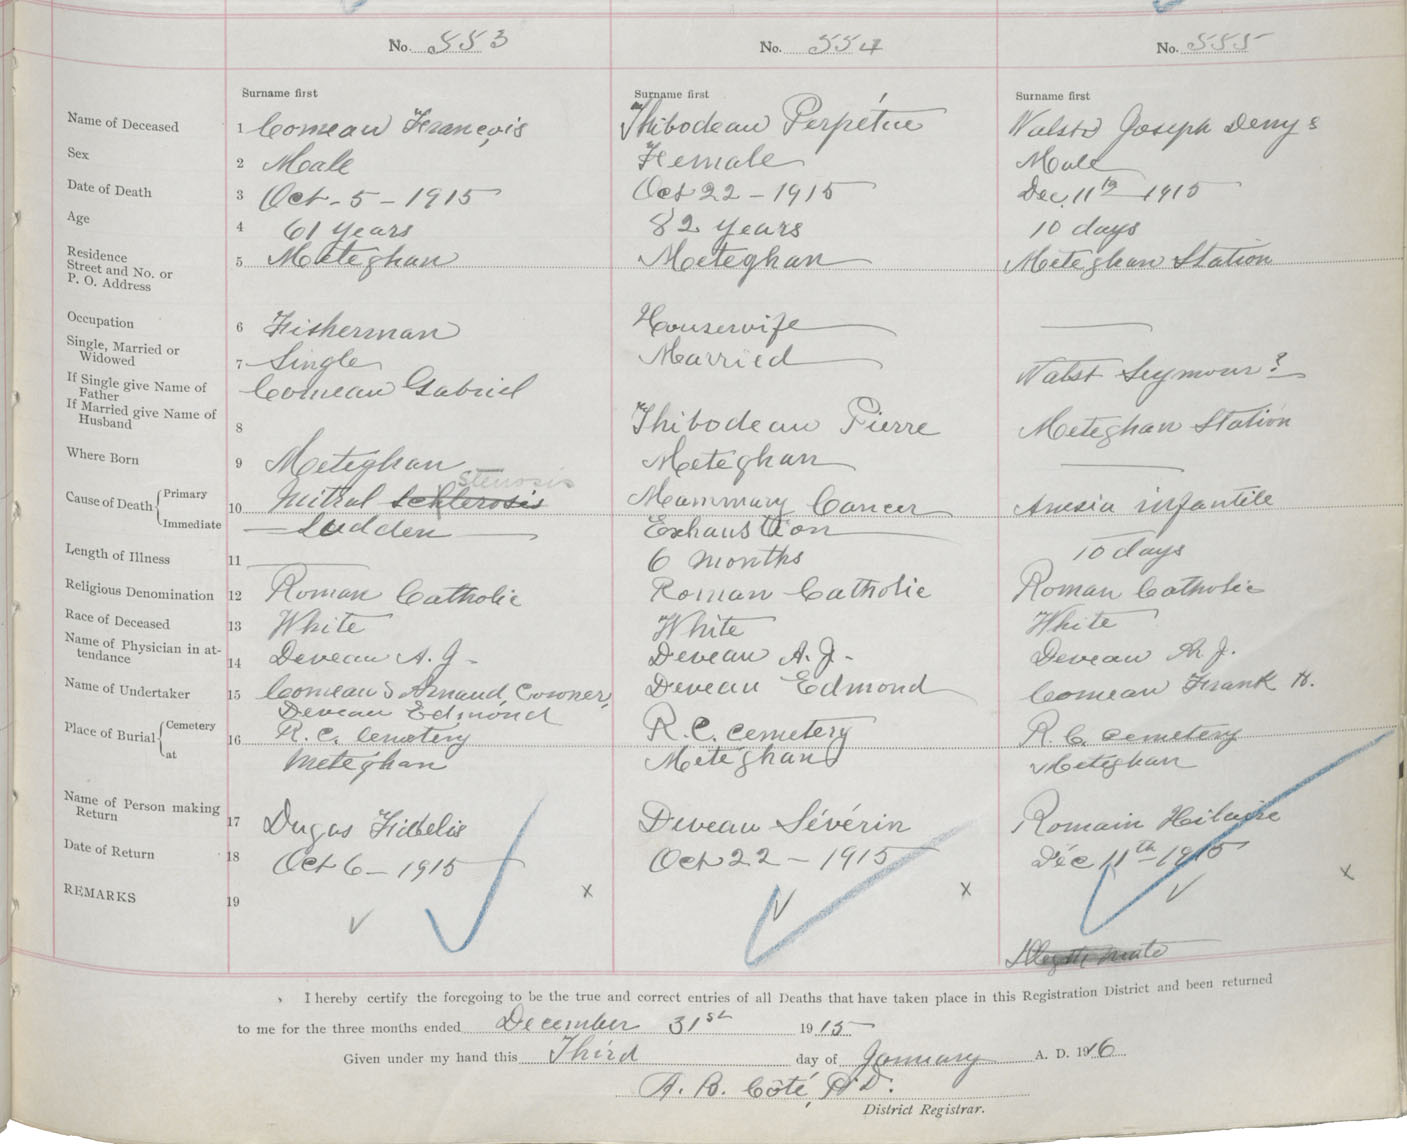 No. 553 No. 554 No. 555
Surname first Surname first Surname first
Name of Deceased 1 Comeau François Thibodeau Perpétue Joseph Denys
Sex 2 Male Female Male
Date of Death 3 Oct - 5 - 1915 Oct 22 - 1915 Dec. 11th 1915
Age 4 61 years 82 years 10 days
Residence
Street and No. or
P. O. Address 5 Meteghan Meteghan Meteghan Station
Occupation 6 Fisherman Housewife —
Single, Married or
Widowed 7 Single Married
If Single give Name of
Father Comeau Gabriel Seymour?
If Married give Name of
Husband 8 Thibodeau Pierre Meteghan Station
Where Born 9 Meteghan Meteghan —
Stenosis
Cause of Death Primary 10 Mitral Schlerosis Mammary Cancer infantile
Immediate — Sudden — Exhaustion
Length of Illness 11 — 6 months 10 days
Religious Denomination 12 Roman Catholic Roman Catholic Roman Catholic
Race of Deceased 13 White White White
Name of Physician in at-
tendance 14 Deveau A. J. Deveau A. J. Deveau A. J.
Name of Undertaker 15 Comeau & Arnaud, Deveau Edmond Comeau Frank H.
Deveau Edmond
Place of Burial Cemetery 16 R. C. Cemetery R. C. Cemetery R. C. Cemetery
at Meteghan Meteghan Meteghan
Name of Person making
Return 17 Dugas Fidelis Deveau Sévérin Romain Hilaire
Date of Return 18 Oct 6 - 1915 Oct 22 - 1915 Déc 11th 1915
REMARKS 19 x x x
I hereby certify the foregoing to be the true and correct entries of all Deaths that have taken place in this Registration District and been returned
to me for the three months ended December 31st 1915
Given under my hand this Third day of January A. D. 1916
A. B. Côté, M.D.
District Registrar.